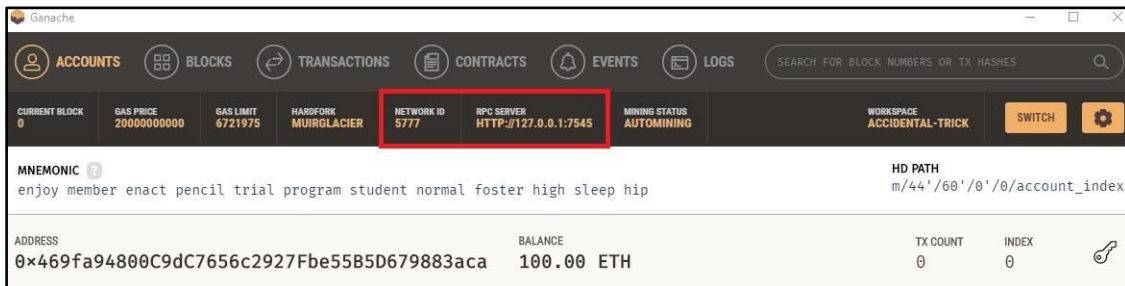 Ganache
ACCOUNTS BLOCKS TRANSACTIONS CONTRACTS EVENTS LOGS SEARCH FOR BLOCK NUMBERS OR TX HASHES
CURRENT BLOCK GAS PRICE GAS LIMIT HARDFORK NETWORK ID RPC SERVER MINING STATUS WORKSPACE SWITCH
0 20000000000 6721975 MUIRGLACIER 5777 HTTP://127.0.0.1:7545 AUTOMINING ACCIDENTAL-TRICK
MNEMONIC ? HD PATH
enjoy member enact pencil trial program student normal foster high sleep hip m/44'/60'/0'/0/account_index
ADDRESS BALANCE TX COUNT INDEX
0×469fa94800C9dC7656c2927Fbe55B5D679883aca 100.00 ETH 0 0